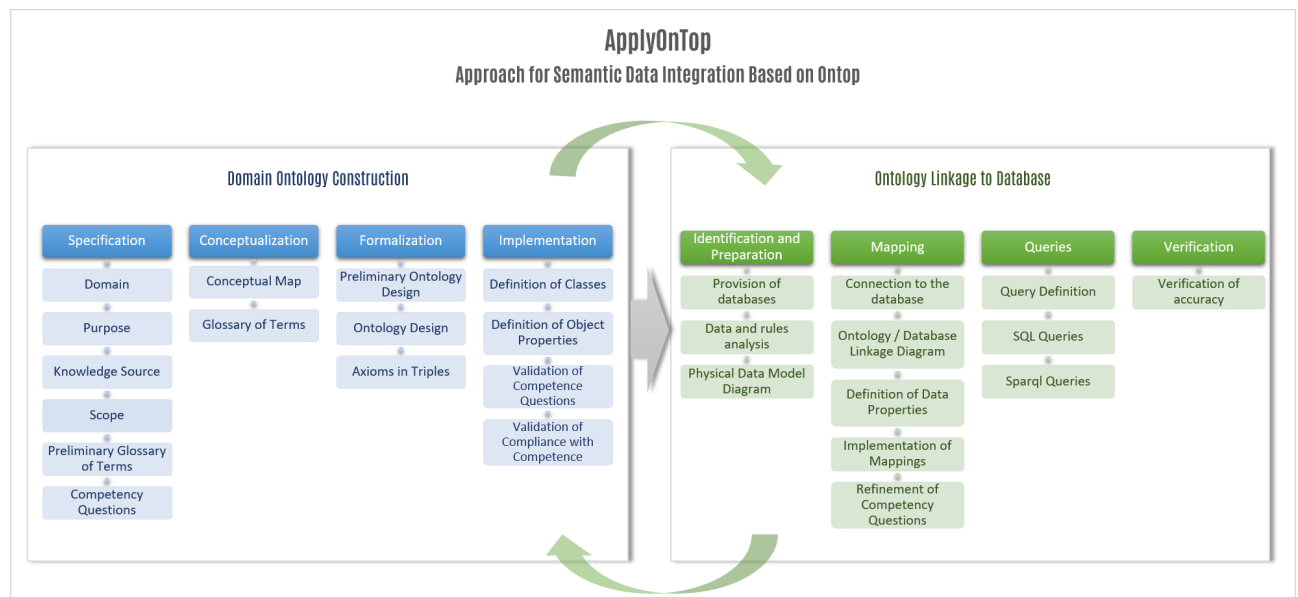 ApplyOnTop
Approach for Semantic Data Integration Based on Ontop
Domain Ontology Construction
Specification
Domain
Purpose
Knowledge Source
Scope
Preliminary Glossary
of Terms
Competency
Questions
Conceptualization
Conceptual Map
Glossary of Terms
Formalization
Preliminary Ontology
Design
Ontology Design
Axioms in Triples
Implementation
Definition of Classes
Definition of Object
Properties
Validation of
Competence
Questions
Validation of
Compliance with
Competence
Ontology Linkage to Database
Identification and
Preparation
Provision of
databases
Data and rules
analysis
Physical Data Model
Diagram
Mapping
Connection to the
database
Ontology / Database
Linkage Diagram
Definition of Data
Properties
Implementation of
Mappings
Refinement of
Competency
Questions
Queries
Query Definition
SQL Queries
Sparql Queries
Verification
Verification of
accuracy